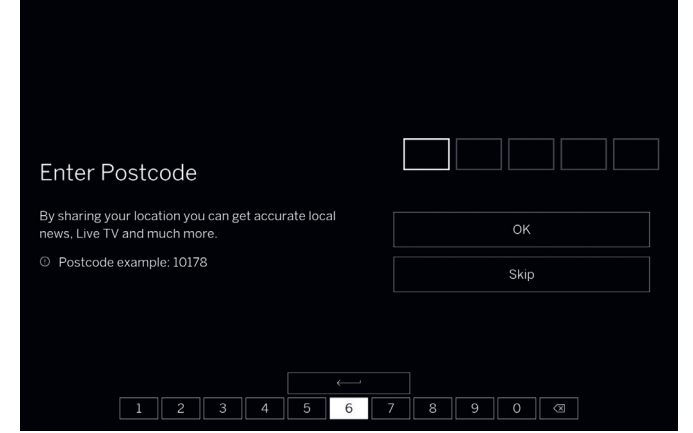 Enter Postcode
By sharing your location you can get accurate local
news, Live TV and much more.
Postcode example: 10178
OK
Skip
1 2 3 4 5 6 7 8 9 0